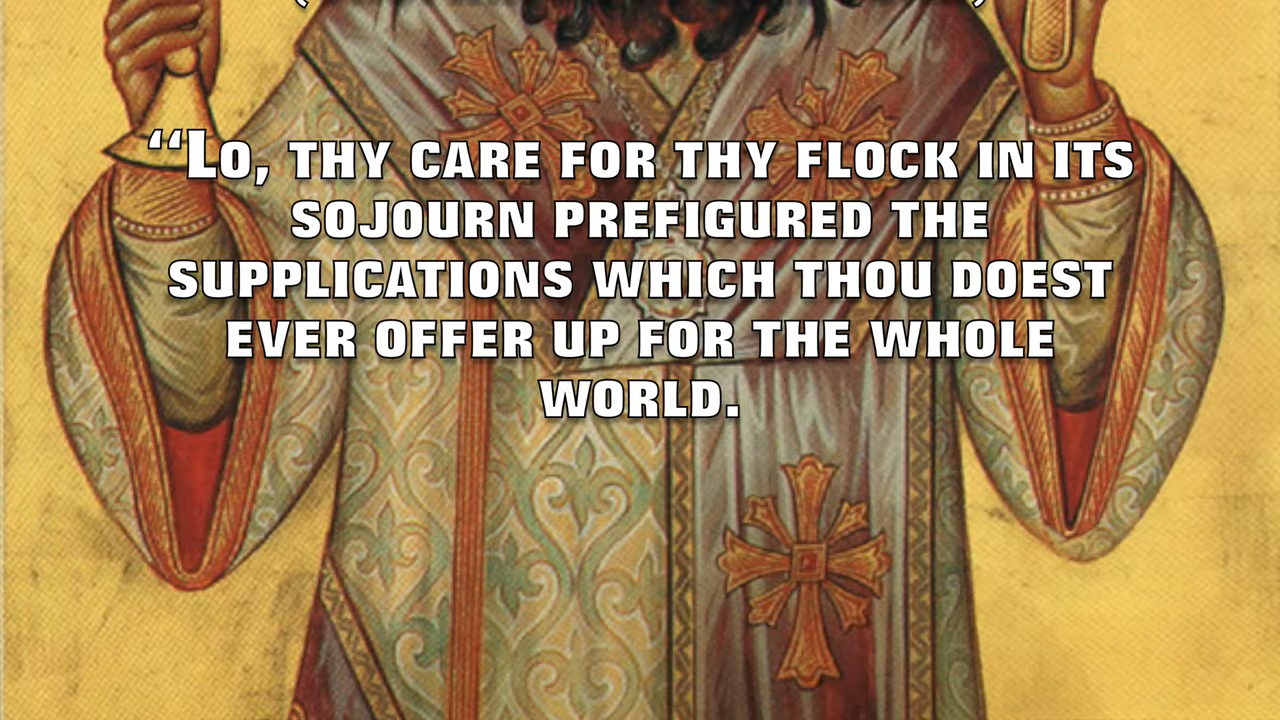 “Lo, thy care for thy flock in its
sojourn prefigured the
supplications which thou doest
ever offer up for the whole
world.